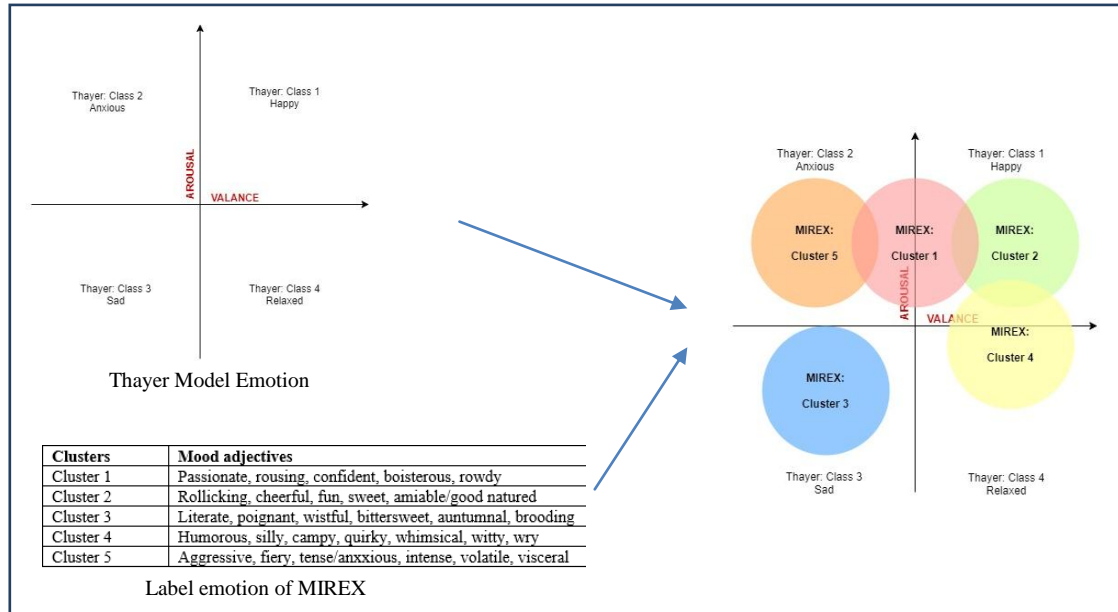 Thayer: Class 2
Anxious
Thayer: Class 1
Happy
AROUSAL
VALANCE
Thayer: Class 3
Sad
Thayer: Class 4
Relaxed
Thayer Model Emotion
Clusters Mood adjectives
Cluster 1 Passionate, rousing, confident, boisterous, rowdy
Cluster 2 Rollicking, cheerful, fun, sweet, amiable/good natured
Cluster 3 Literate, poignant, wistful, bittersweet, auntumnal, brooding
Cluster 4 Humorous, silly, campy, quirky, whimsical, witty, wry
Cluster 5 Aggressive, fiery, tense/anxxious, intense, volatile, visceral
Label emotion of MIREX
Thayer: Class 2
Anxious
Thayer: Class 1
Happy
MIREX:
Cluster 5
MIREX:
Cluster 1
MIREX:
Cluster 2
AROUSAL
VALANCE
MIREX:
Cluster 4
MIREX:
Cluster 3
Thayer: Class 3
Sad
Thayer: Class 4
Relaxed